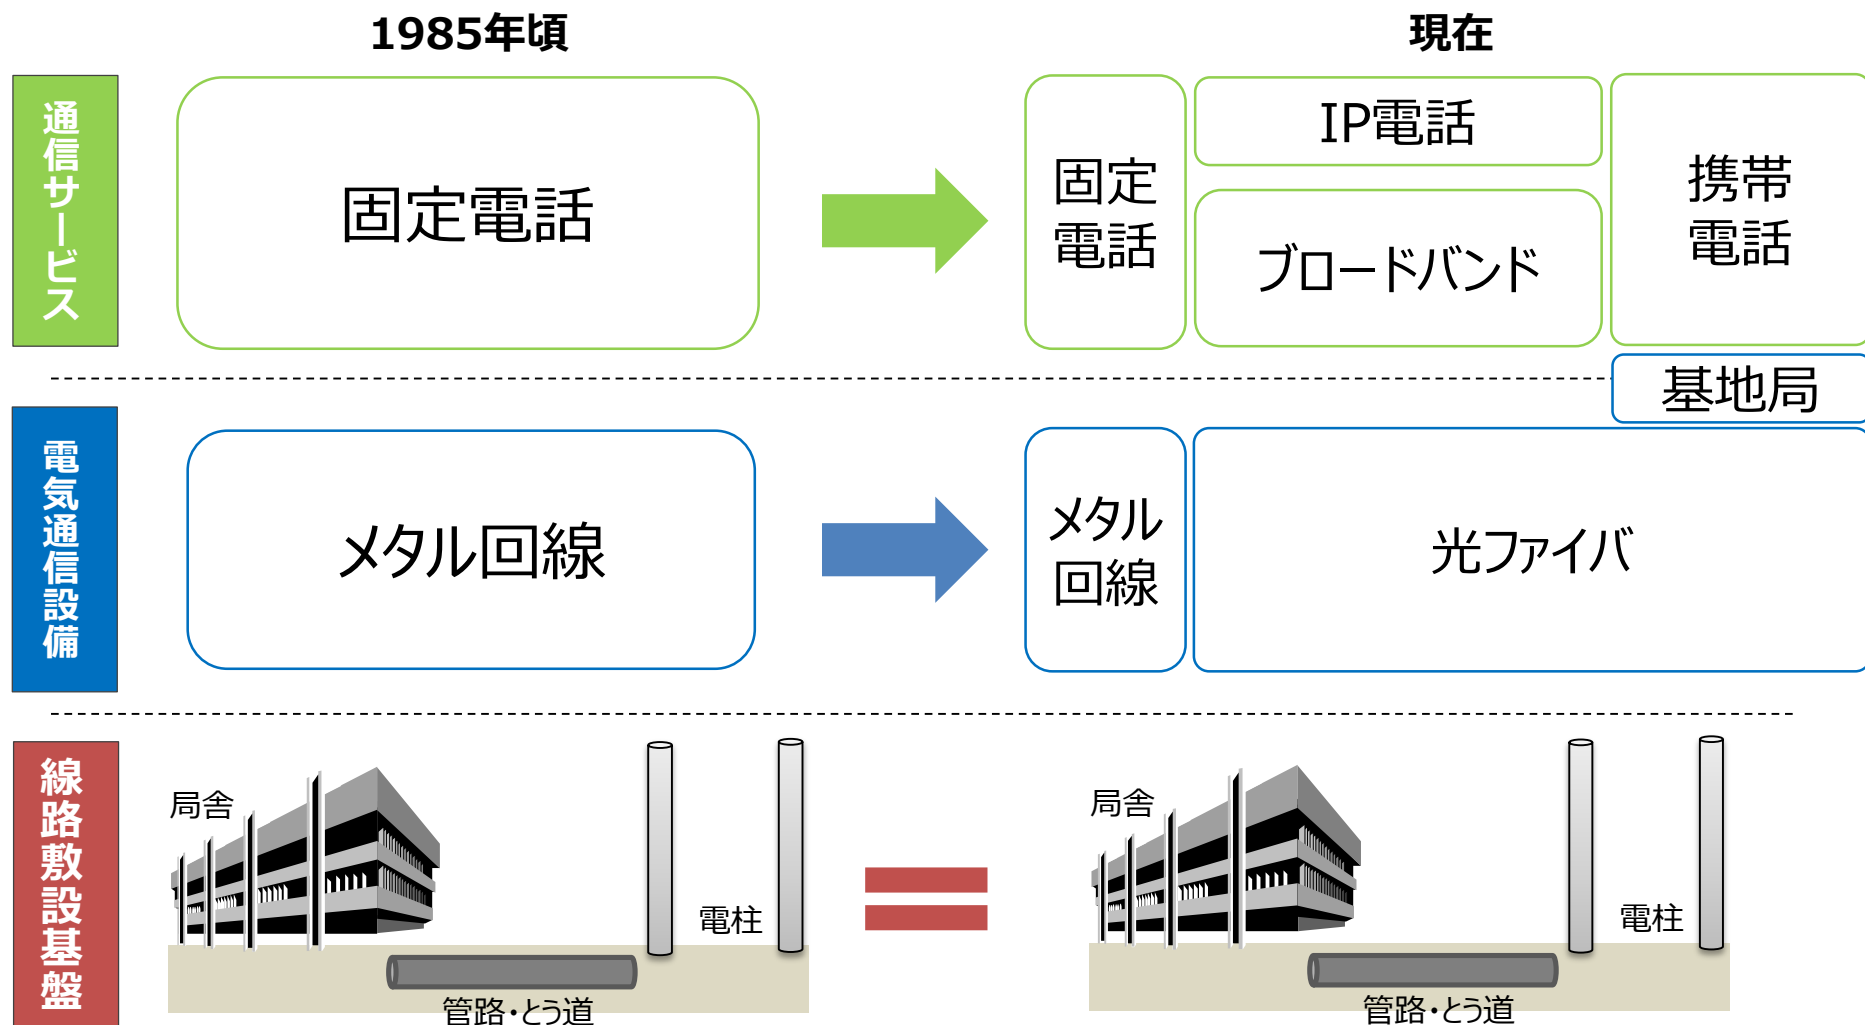 1985年頃
現在
通信サービス
固定電話
固定
電話
IP電話
ブロードバンド
携帯
電話
基地局
電気通信設備
メタル回線
メタル
回線
光ファイバ
線路敷設基盤
局舎
電柱
管路・とう道
局舎
電柱
管路・とう道